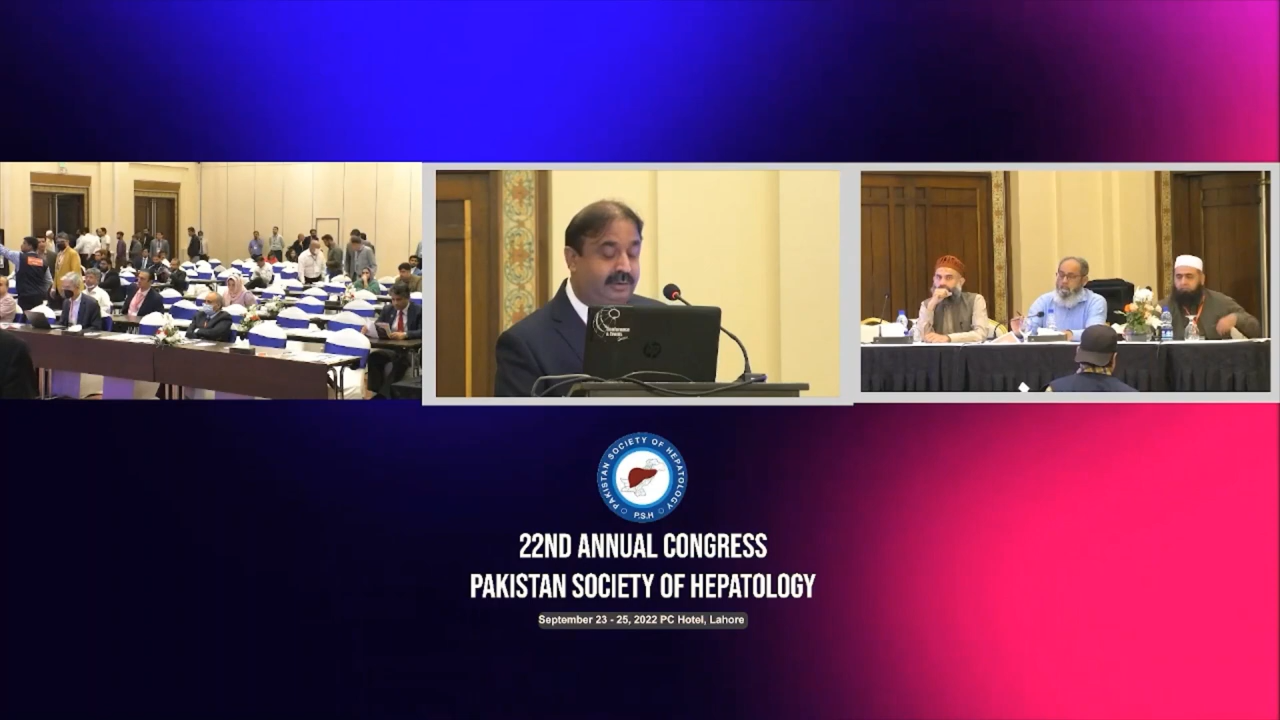 PAKISTAN SOCIETY OF HEPATOLOGY
P.S.H
22ND ANNUAL CONGRESS
PAKISTAN SOCIETY OF HEPATOLOGY
September 23 - 25, 2022 PC Hotel, Lahore